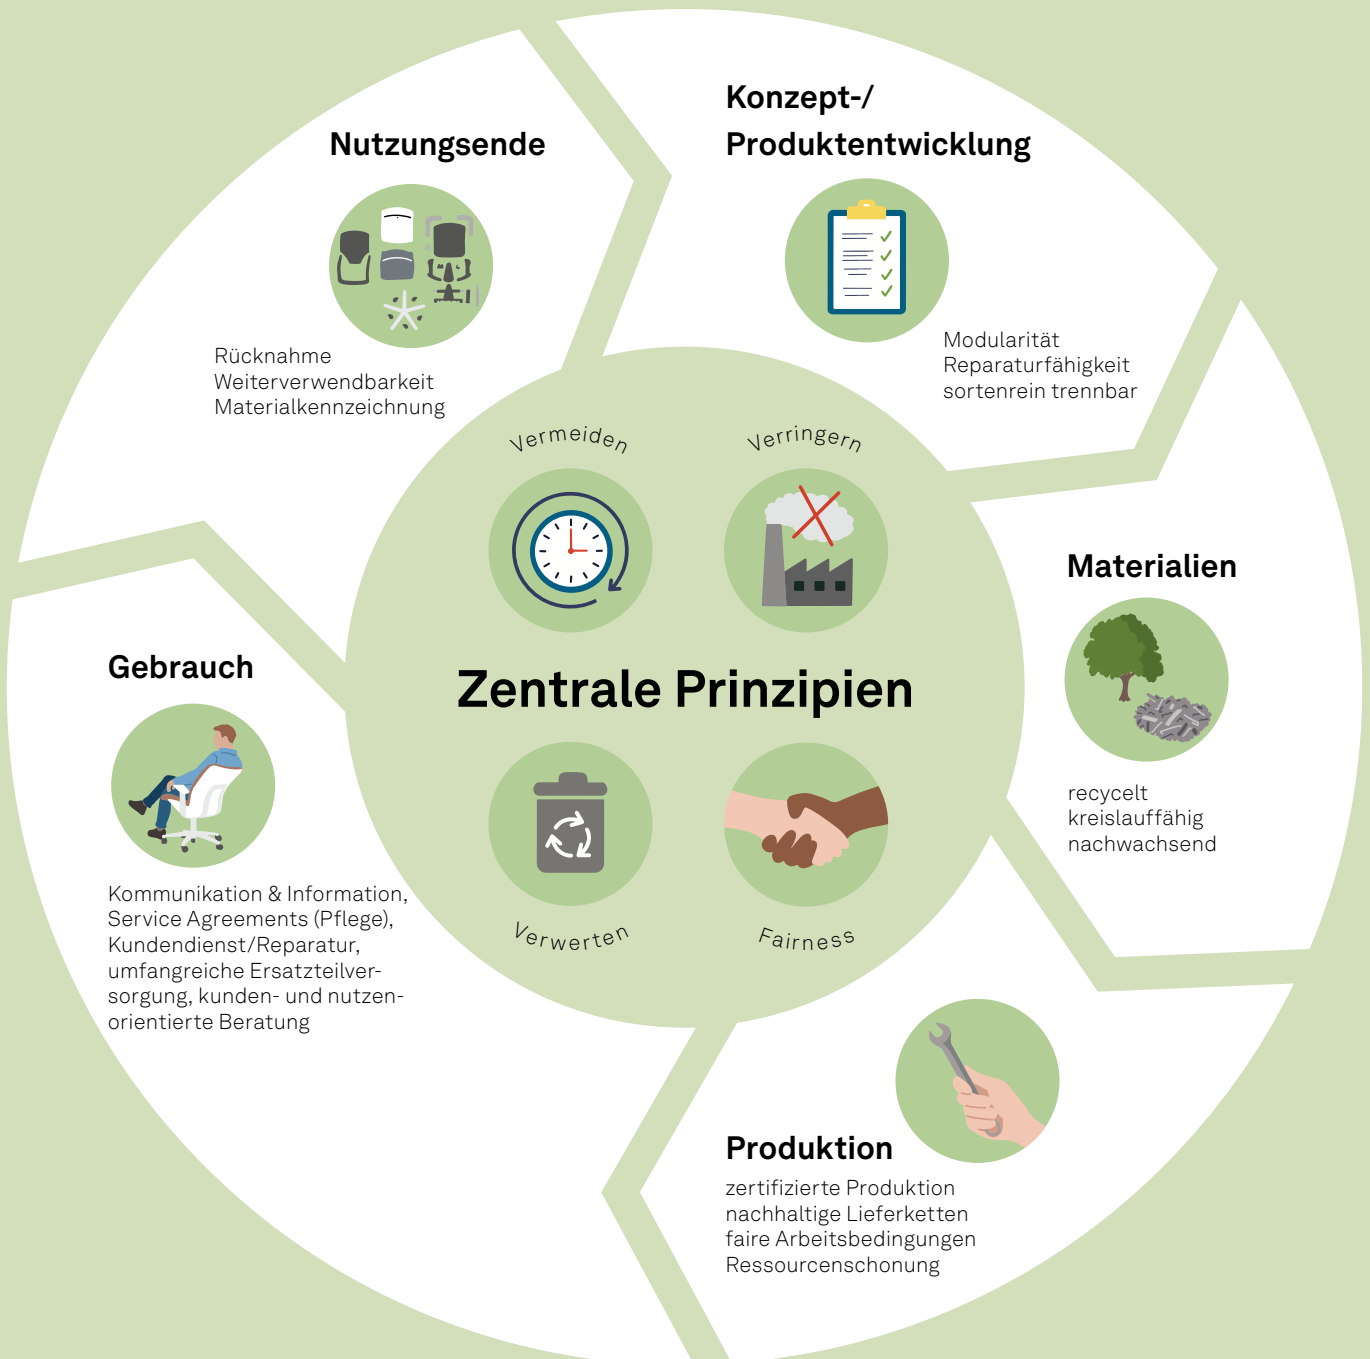 Konzept-/
Produktentwicklung
Modularität
Reparaturfähigkeit
sortenrein trennbar
Materialien
recycelt
kreislauffähig
nachwachsend
Produktion
zertifizierte Produktion
nachhaltige Lieferketten
faire Arbeitsbedingungen
Ressourcenschonung
Gebrauch
Kommunikation & Information,
Service Agreements (Pflege),
Kundendienst/Reparatur,
umfangreiche Ersatzteilver-
sorgung, kunden- und nutzen-
orientierte Beratung
Nutzungsende
Rücknahme
Weiterverwendbarkeit
Materialkennzeichnung
Vermeiden
Verringern
Zentrale Prinzipien
Verwerten
Fairness